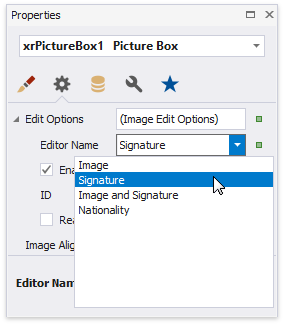 Properties
xrPictureBox1 Picture Box
Edit Options (Image Edit Options)
Editor Name Signature
Image
Ena
Signature
ID
Image and Signature
Rea
Nationality
Image Alig
Editor Nam